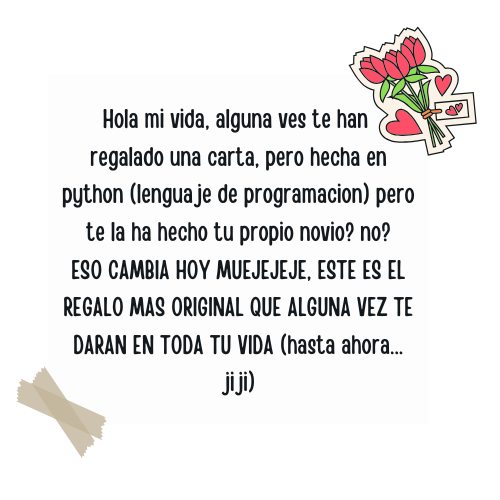 Hola mi vida, alguna ves te han
regalado una carta, pero hecha en
python (lenguaje de programacion) pero
te la ha hecho tu propio novio? no?
ESO CAMBIA HOY MUEJEJEJE, ESTE ES EL
REGALO MAS ORIGINAL QUE ALGUNA VEZ TE
DARAN EN TODA TU VIDA (hasta ahora...
jiji)